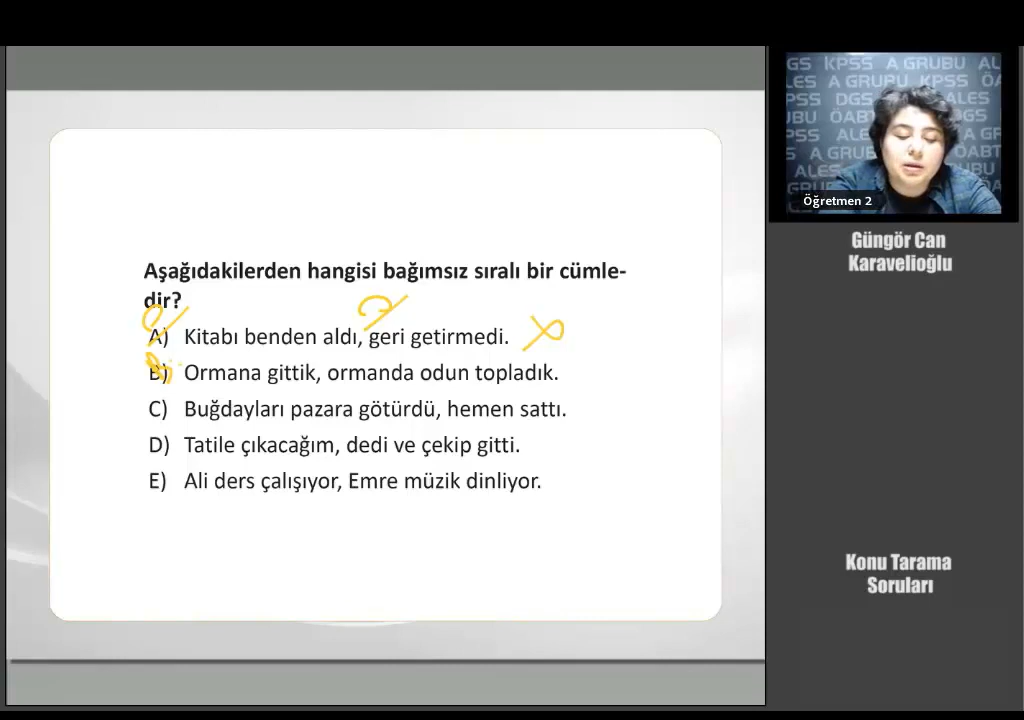 Aşağıdakilerden hangisi bağımsız sıralı bir cümle-
dir?
A) Kitabı benden aldı, geri getirmedi.
B) Ormana gittik, ormanda odun topladık.
C) Buğdayları pazara götürdü, hemen sattı.
D) Tatile çıkacağım, dedi ve çekip gitti.
E) Ali ders çalışıyor, Emre müzik dinliyor.
Öğretmen 2
Güngör Can
Karavelioğlu
Konu Tarama
Soruları